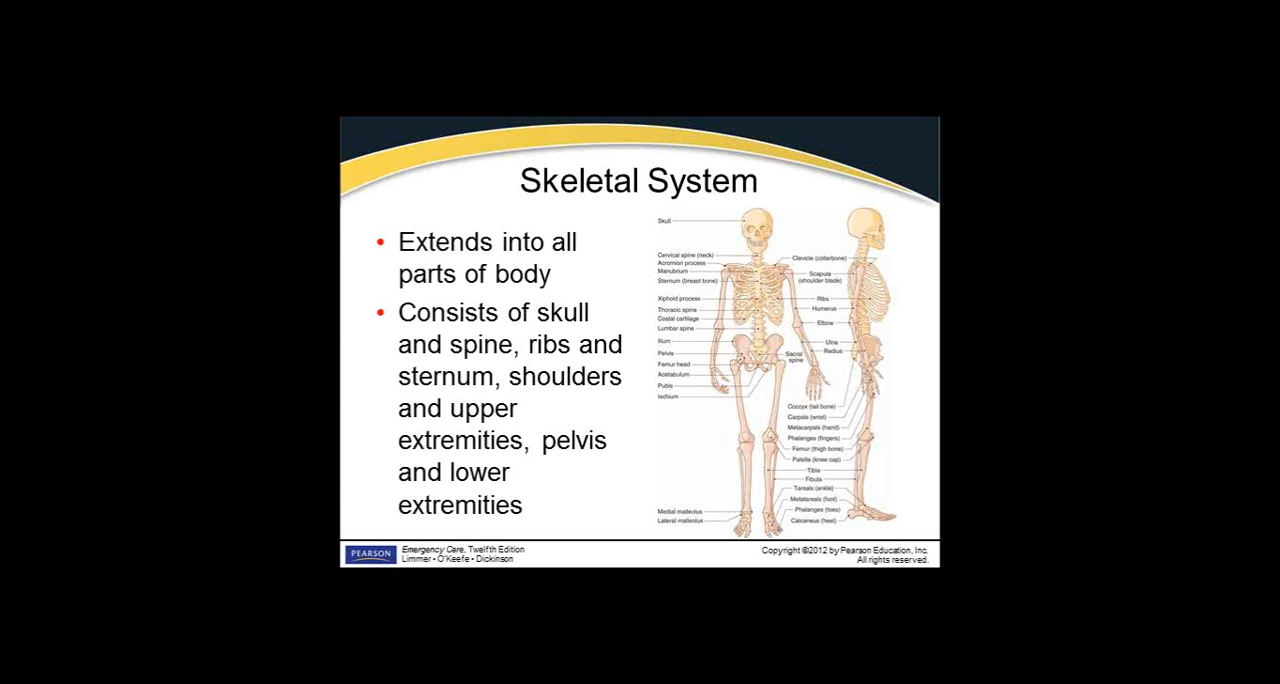 Skeletal System
• Extends into all
parts of body
• Consists of skull
and spine, ribs and
sternum, shoulders
and upper
extremities, pelvis
and lower
extremities
Skull
Cervical spine (neck)
Acromion process
Manubrium
Sternum (breast bone)
Xiphoid process
Thoracic spine
Costal cartilage
Lumbar spine
Ilium
Pelvis
Femur head
Acetabulum
Pubis
Ischium
Medial malleolus
Lateral malleolus
Clavicle (collarbone)
Scapula
(shoulder blade)
Ribs
Humerus
Elbow
Ulna
Radius
Sacral
spine
Coccyx (tail bone)
Carpals (wrist)
Metacarpals (hand)
Phalanges (fingers)
Femur (thigh bone)
Patella (knee cap)
Tibia
Fibula
Tarsals (ankle)
Metatarsals (foot)
Phalanges (toes)
Calcaneus (heel)
PEARSON
Emergency Care, Twelfth Edition
Limmer • O'Keefe • Dickinson
Copyright ©2012 by Pearson Education, Inc.
All rights reserved.